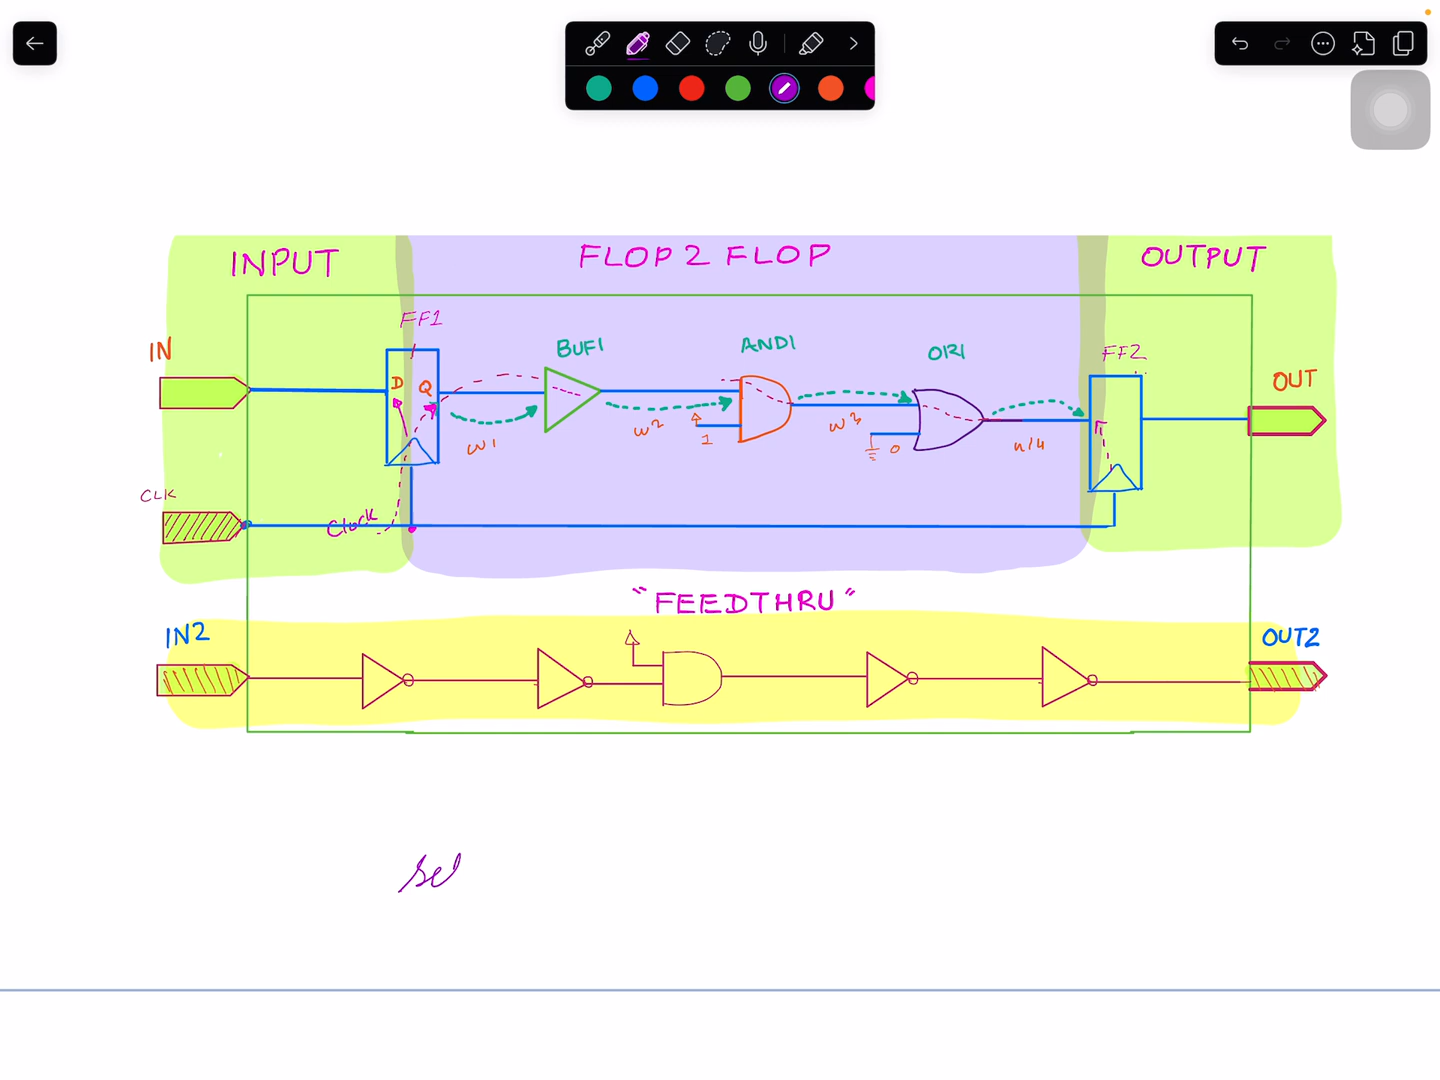 INPUT FLOP 2 FLOP OUTPUT
FF1
IN BUF1 AND1 OR1 FF2 OUT
D Q
w1 w2 1 w3 0 n/4
CLK
Clock
"FEEDTHRU"
IN2 OUT2